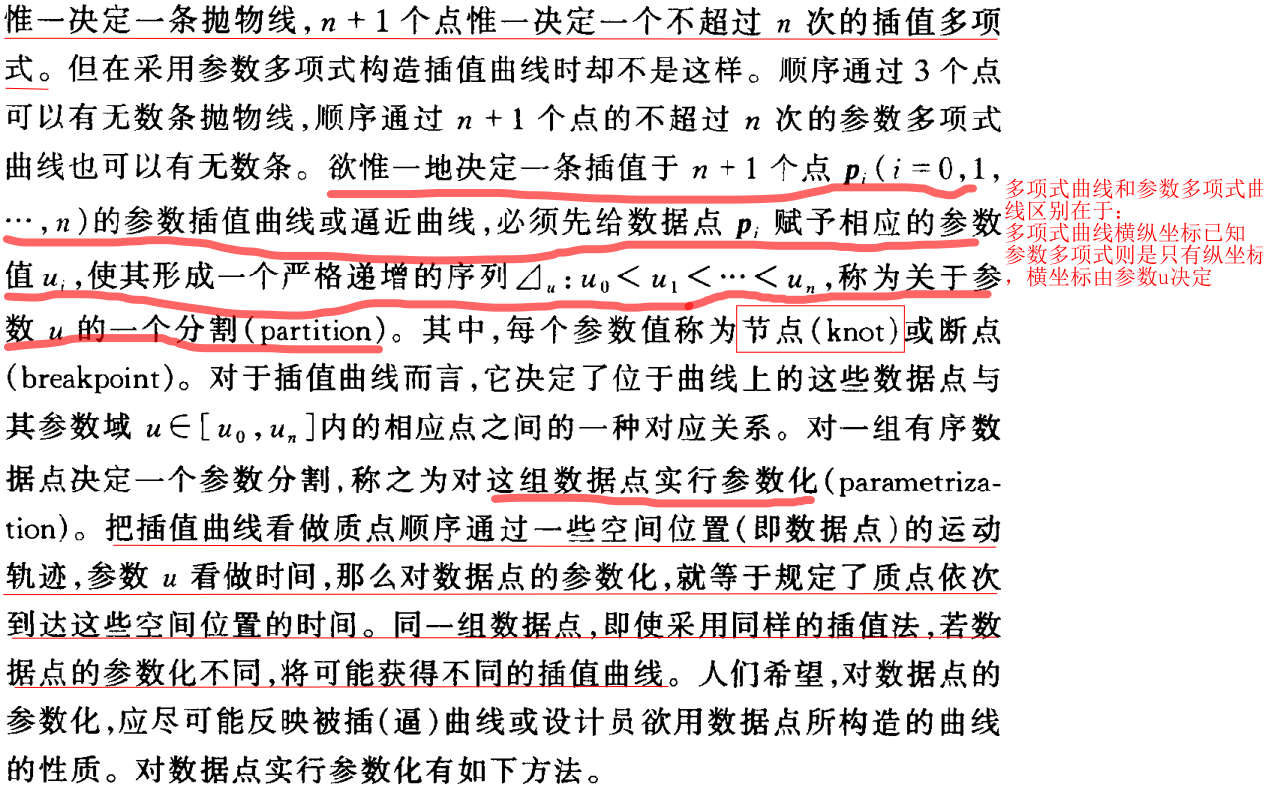 惟一决定一条抛物线,n + 1 个点惟一决定一个不超过 n 次的插值多项
式。但在采用参数多项式构造插值曲线时却不是这样。顺序通过 3 个点
可以有无数条抛物线,顺序通过 n + 1 个点的不超过 n 次的参数多项式
曲线也可以有无数条。欲惟一地决定一条插值于 n + 1 个点 pᵢ(i = 0,1,
…,n)的参数插值曲线或逼近曲线,必须先给数据点 pᵢ 赋予相应的参数
值 uᵢ,使其形成一个严格递增的序列 ⊿ᵤ:u₀ < u₁ < … < uₙ,称为关于参
数 u 的一个分割(partition)。其中,每个参数值称为节点(knot)或断点
(breakpoint)。对于插值曲线而言,它决定了位于曲线上的这些数据点与
其参数域 u∈[u₀,uₙ]内的相应点之间的一种对应关系。对一组有序数
据点决定一个参数分割,称之为对这组数据点实行参数化(parametriza-
tion)。把插值曲线看做质点顺序通过一些空间位置(即数据点)的运动
轨迹,参数 u 看做时间,那么对数据点的参数化,就等于规定了质点依次
到达这些空间位置的时间。同一组数据点,即使采用同样的插值法,若数
据点的参数化不同,将可能获得不同的插值曲线。人们希望,对数据点的
参数化,应尽可能反映被插(逼)曲线或设计员欲用数据点所构造的曲线
的性质。对数据点实行参数化有如下方法。
多项式曲线和参数多项式曲
线区别在于:
多项式曲线横纵坐标已知
参数多项式则是只有纵坐标
,横坐标由参数u决定